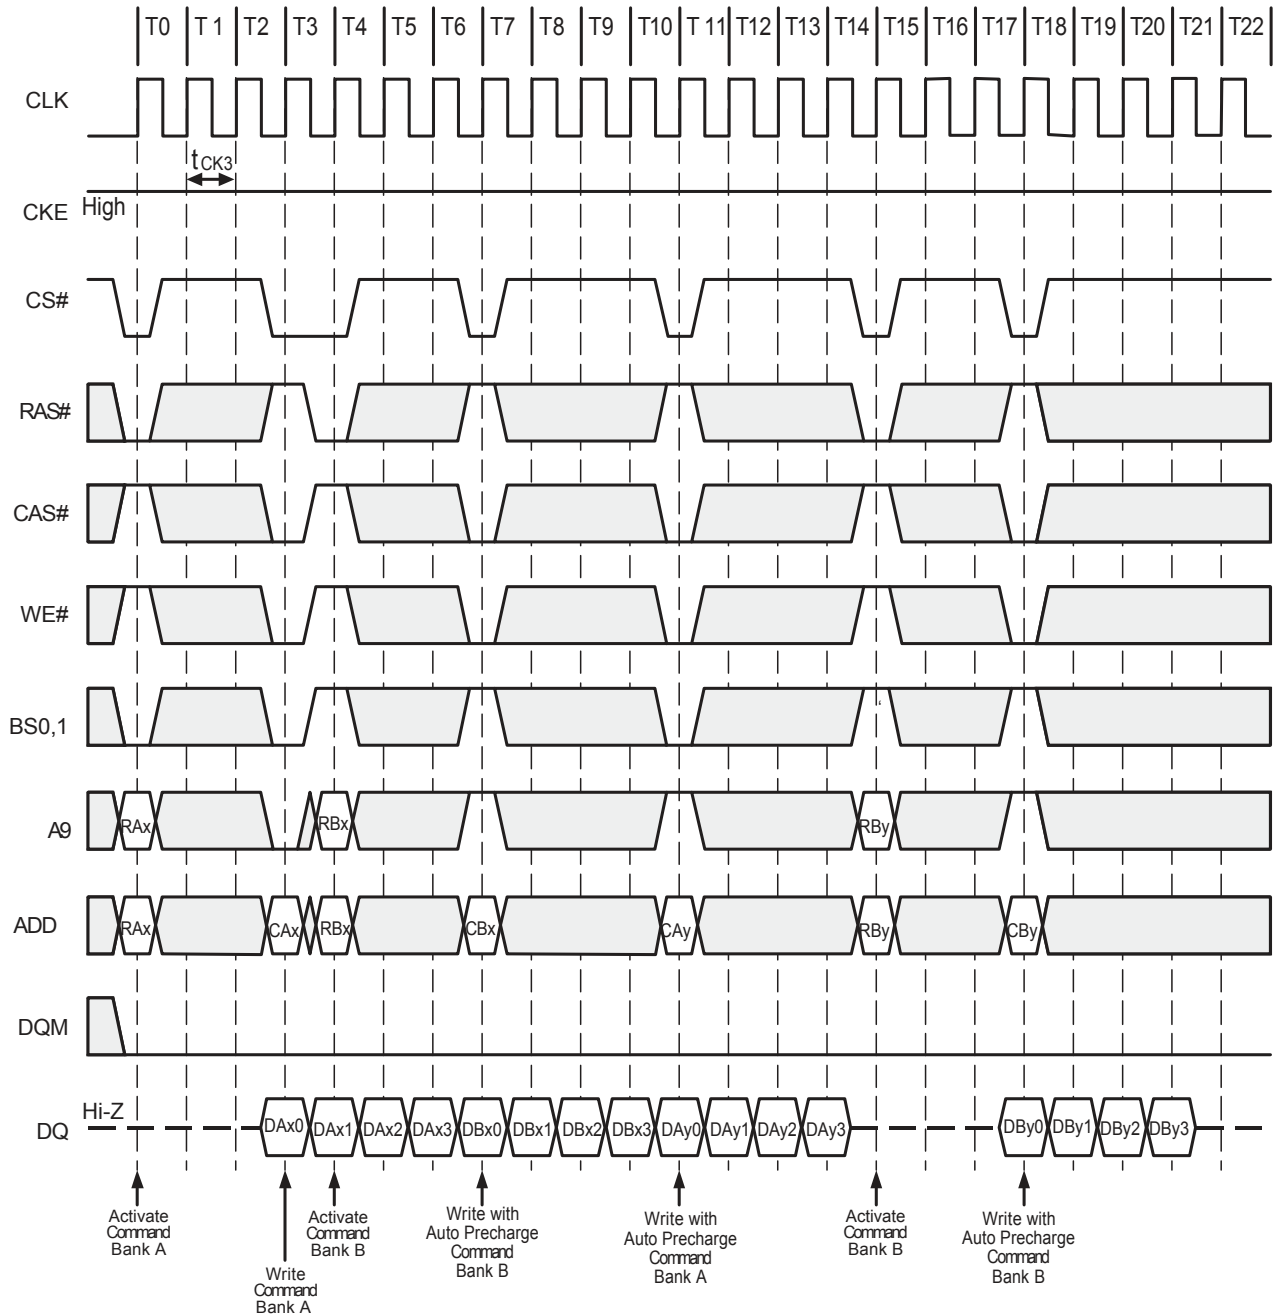 T0 T 1 T2 T3 T4 T5 T6 T7 T8 T9 T10 T 11 T12 T13 T14 T15 T16 T17 T18 T19 T20 T21 T22
CLK
tCK3
CKE High
CS#
RAS#
CAS#
WE#
BS0,1
A9 RAx RBx RBy
ADD RAx CAx RBx CBx CAy RBy CBy
DQM
Hi-Z
DQ DAx0 DAx1 DAx2 DAx3 DBx0 DBx1 DBx2 DBx3 DAy0 DAy1 DAy2 DAy3 DBy0 DBy1 DBy2 DBy3
Activate
Command
Bank A
Write
Command
Bank A
Activate
Command
Bank B
Write with
Auto Precharge
Command
Bank B
Write with
Auto Precharge
Command
Bank A
Activate
Command
Bank B
Write with
Auto Precharge
Command
Bank B